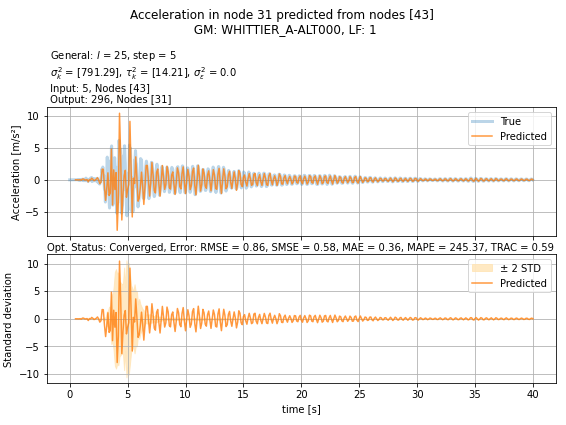 Acceleration in node 31 predicted from nodes [43]
GM: WHITTIER_A-ALT000, LF: 1
General: l = 25, step = 5
σ²ₖ = [791.29], τ²ₖ = [14.21], σ²ε = 0.0
Input: 5, Nodes [43]
Output: 296, Nodes [31]
10
5
0
−5
Acceleration [m/s²]
True
Predicted
Opt. Status: Converged, Error: RMSE = 0.86, SMSE = 0.58, MAE = 0.36, MAPE = 245.37, TRAC = 0.59
10
5
0
−5
−10
Standard deviation
± 2 STD
Predicted
0 5 10 15 20 25 30 35 40
time [s]